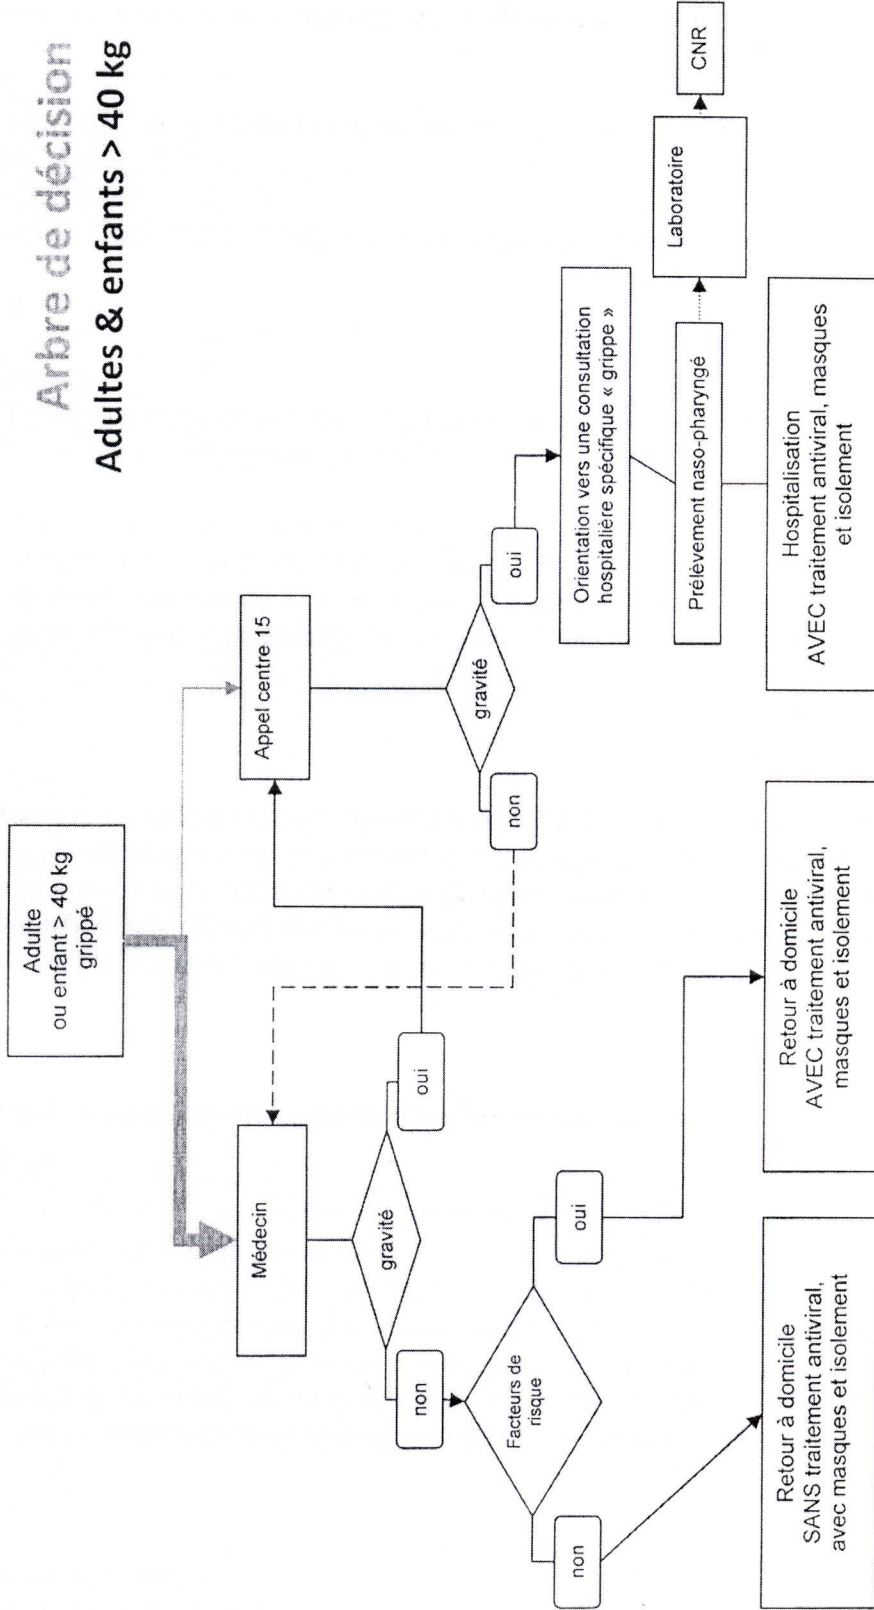 Arbre de décision
Adultes & enfants > 40 kg
Adulte
ou enfant > 40 kg
grippé
Médecin
Appel centre 15
gravité
non
oui
gravité
non
oui
Facteurs de
risque
non
oui
Orientation vers une consultation
hospitalière spécifique « grippe »
Prélèvement naso-pharyngé
Laboratoire
CNR
Retour à domicile
SANS traitement antiviral,
avec masques et isolement
Retour à domicile
AVEC traitement antiviral,
masques et isolement
Hospitalisation
AVEC traitement antiviral, masques
et isolement